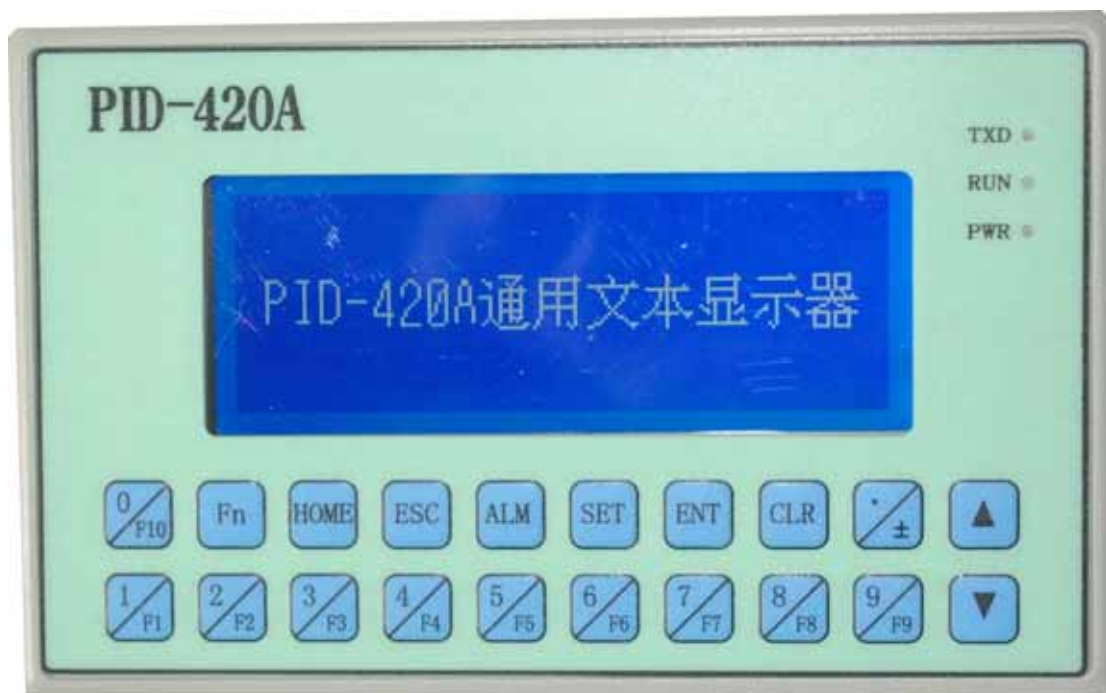 PID-420A
TXD
RUN
PWR
PID-420A通用文本显示器
0/F10 Fn HOME ESC ALM SET ENT CLR ·/± ▲
1/F1 2/F2 3/F3 4/F4 5/F5 6/F6 7/F7 8/F8 9/F9 ▼